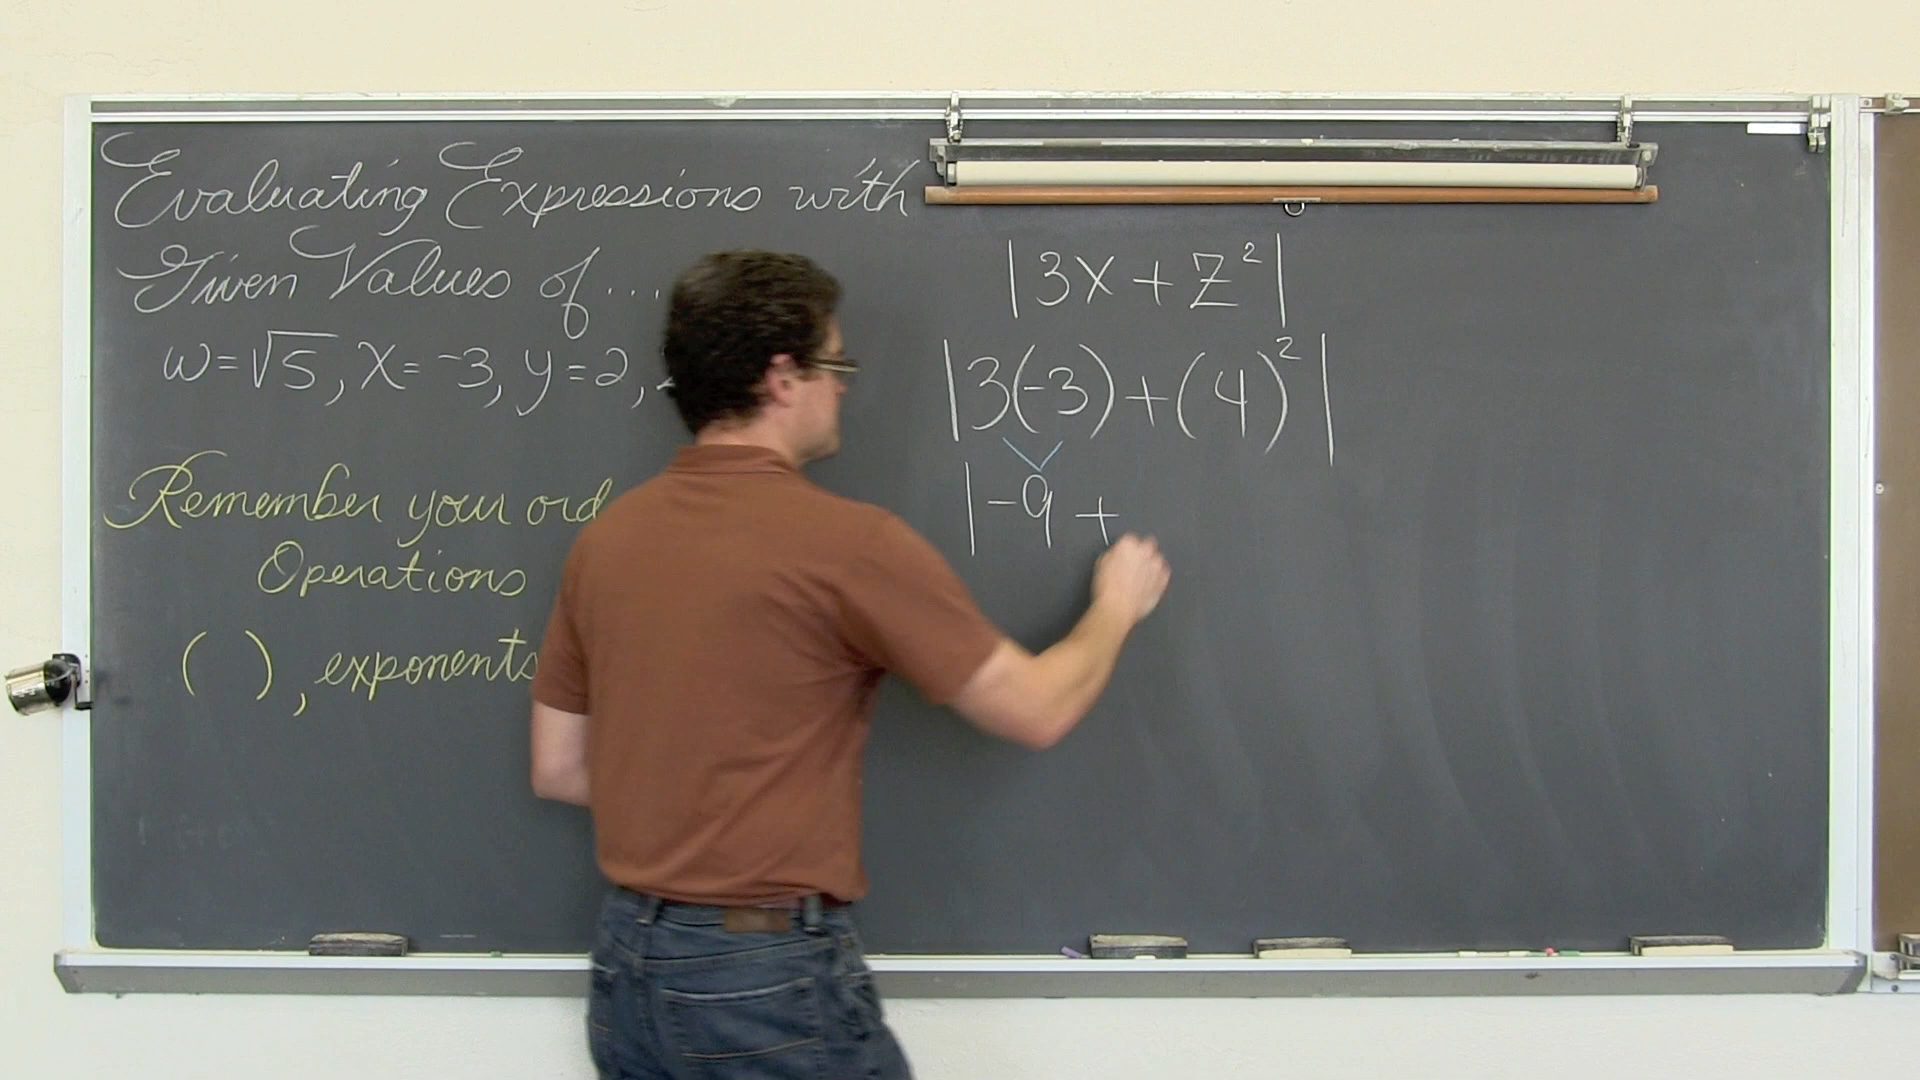 Evaluating Expressions with
Given Values of ...
w=√5, x= -3, y=2,
Remember your
Operations
( ), exponents
|3x + z²|
|3(-3)+(4)²|
|-9 +